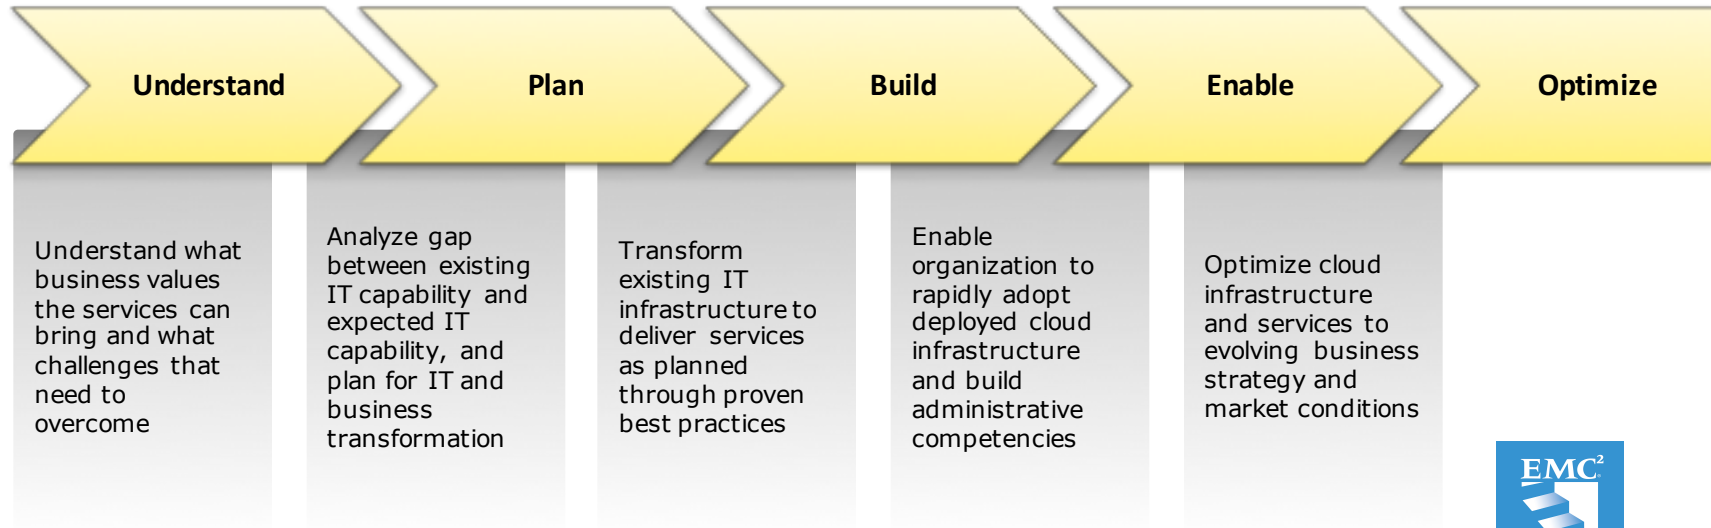 Understand
Plan
Build
Enable
Optimize
Understand what
business values
the services can
bring and what
challenges that
need to
overcome
Analyze gap
between existing
IT capability and
expected IT
capability, and
plan for IT and
business
transformation
Transform
existing IT
infrastructure to
deliver services
as planned
through proven
best practices
Enable
organization to
rapidly adopt
deployed cloud
infrastructure
and build
administrative
competencies
Optimize cloud
infrastructure
and services to
evolving business
strategy and
market conditions
EMC²